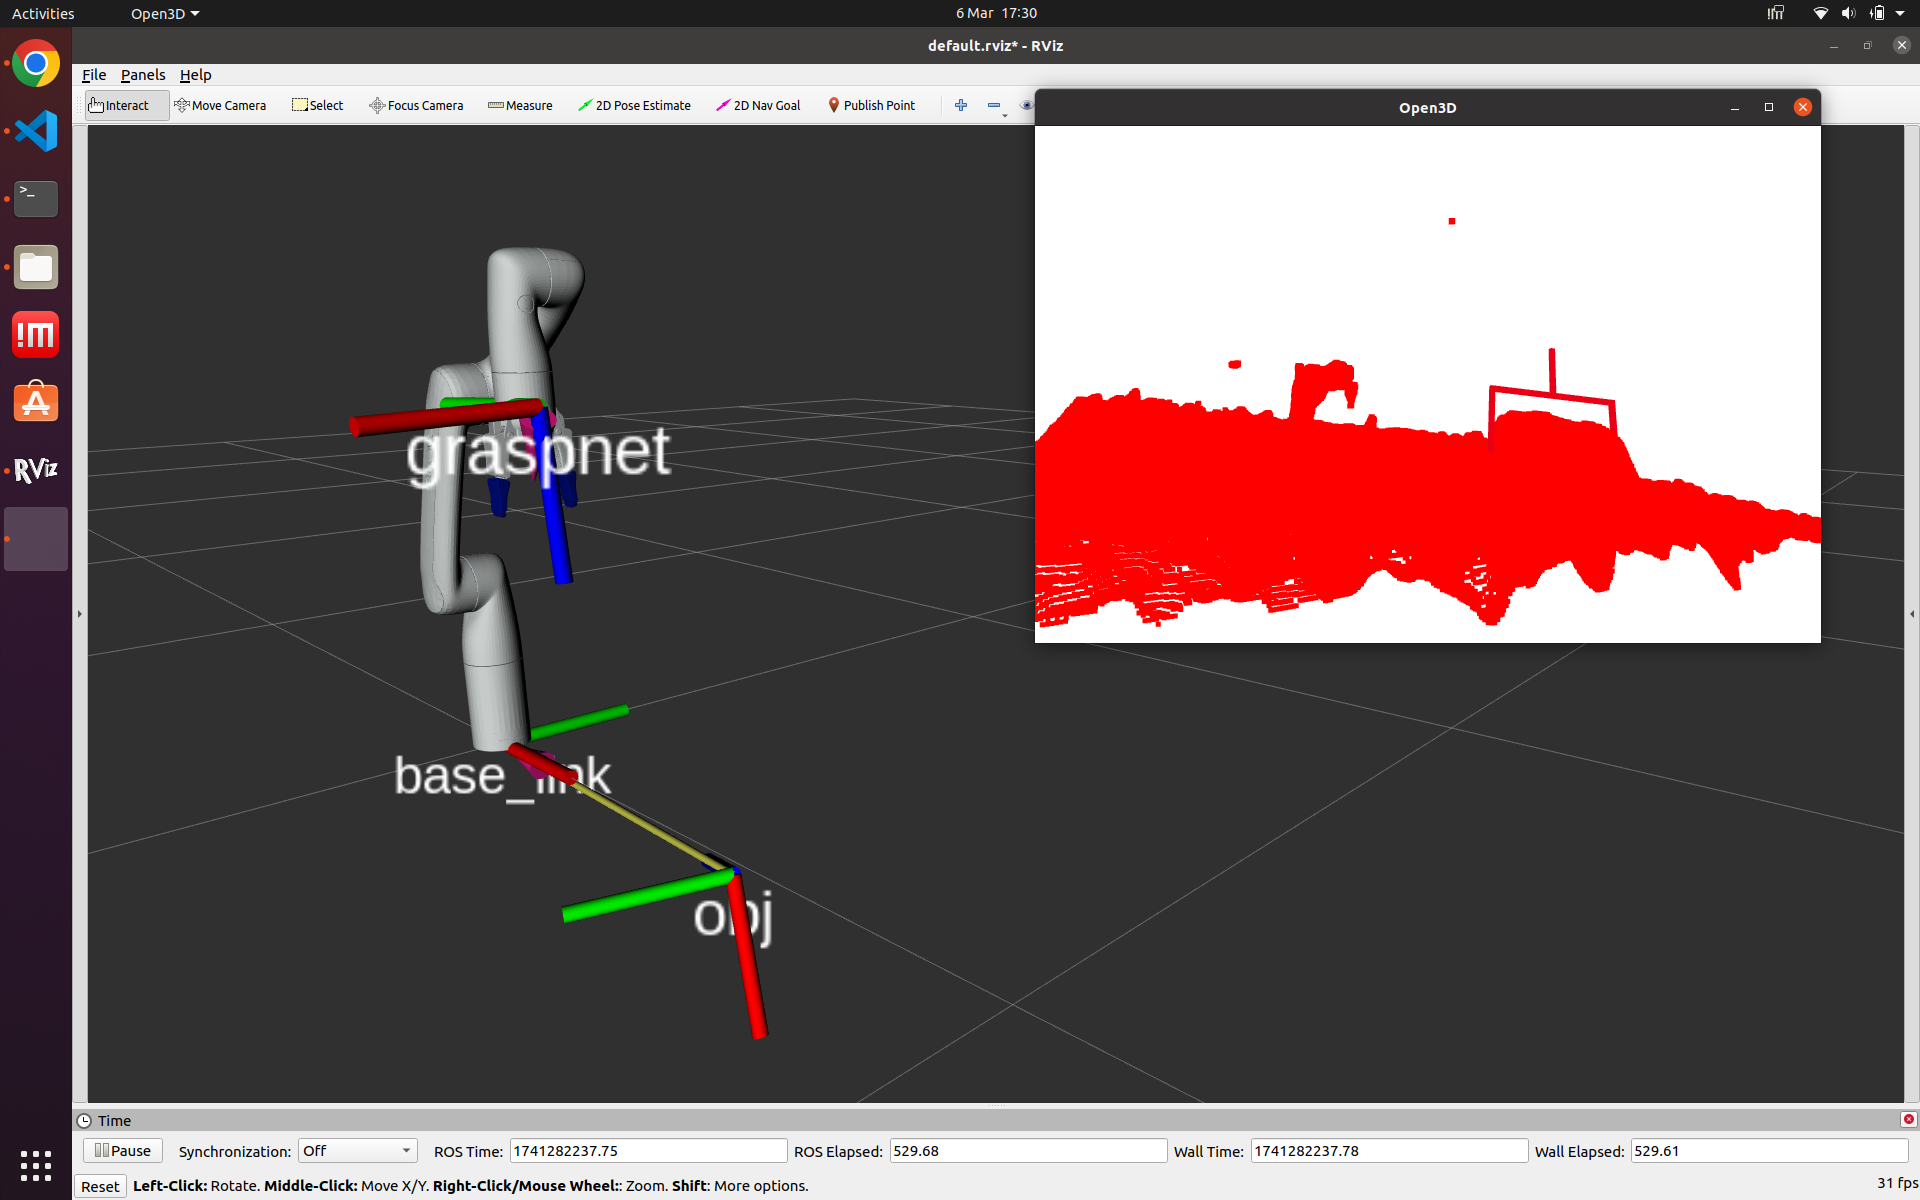 Activities
Open3D
6 Mar 17:30
default.rviz* - RViz
File Panels Help
Interact Move Camera Select Focus Camera Measure 2D Pose Estimate 2D Nav Goal Publish Point
Open3D
>_
!M
A
RViz
graspnet
base_link
obj
Time
Pause Synchronization: Off ROS Time: 1741282237.75 ROS Elapsed: 529.68 Wall Time: 1741282237.78 Wall Elapsed: 529.61
Reset Left-Click: Rotate. Middle-Click: Move X/Y. Right-Click/Mouse Wheel:: Zoom. Shift: More options. 31 fps